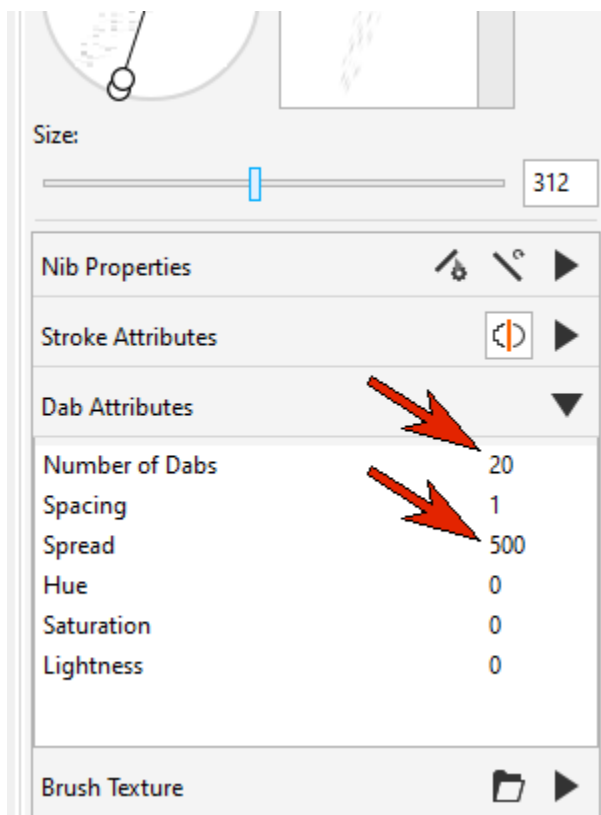 Size:
312
Nib Properties
Stroke Attributes
Dab Attributes
Number of Dabs 20
Spacing 1
Spread 500
Hue 0
Saturation 0
Lightness 0
Brush Texture